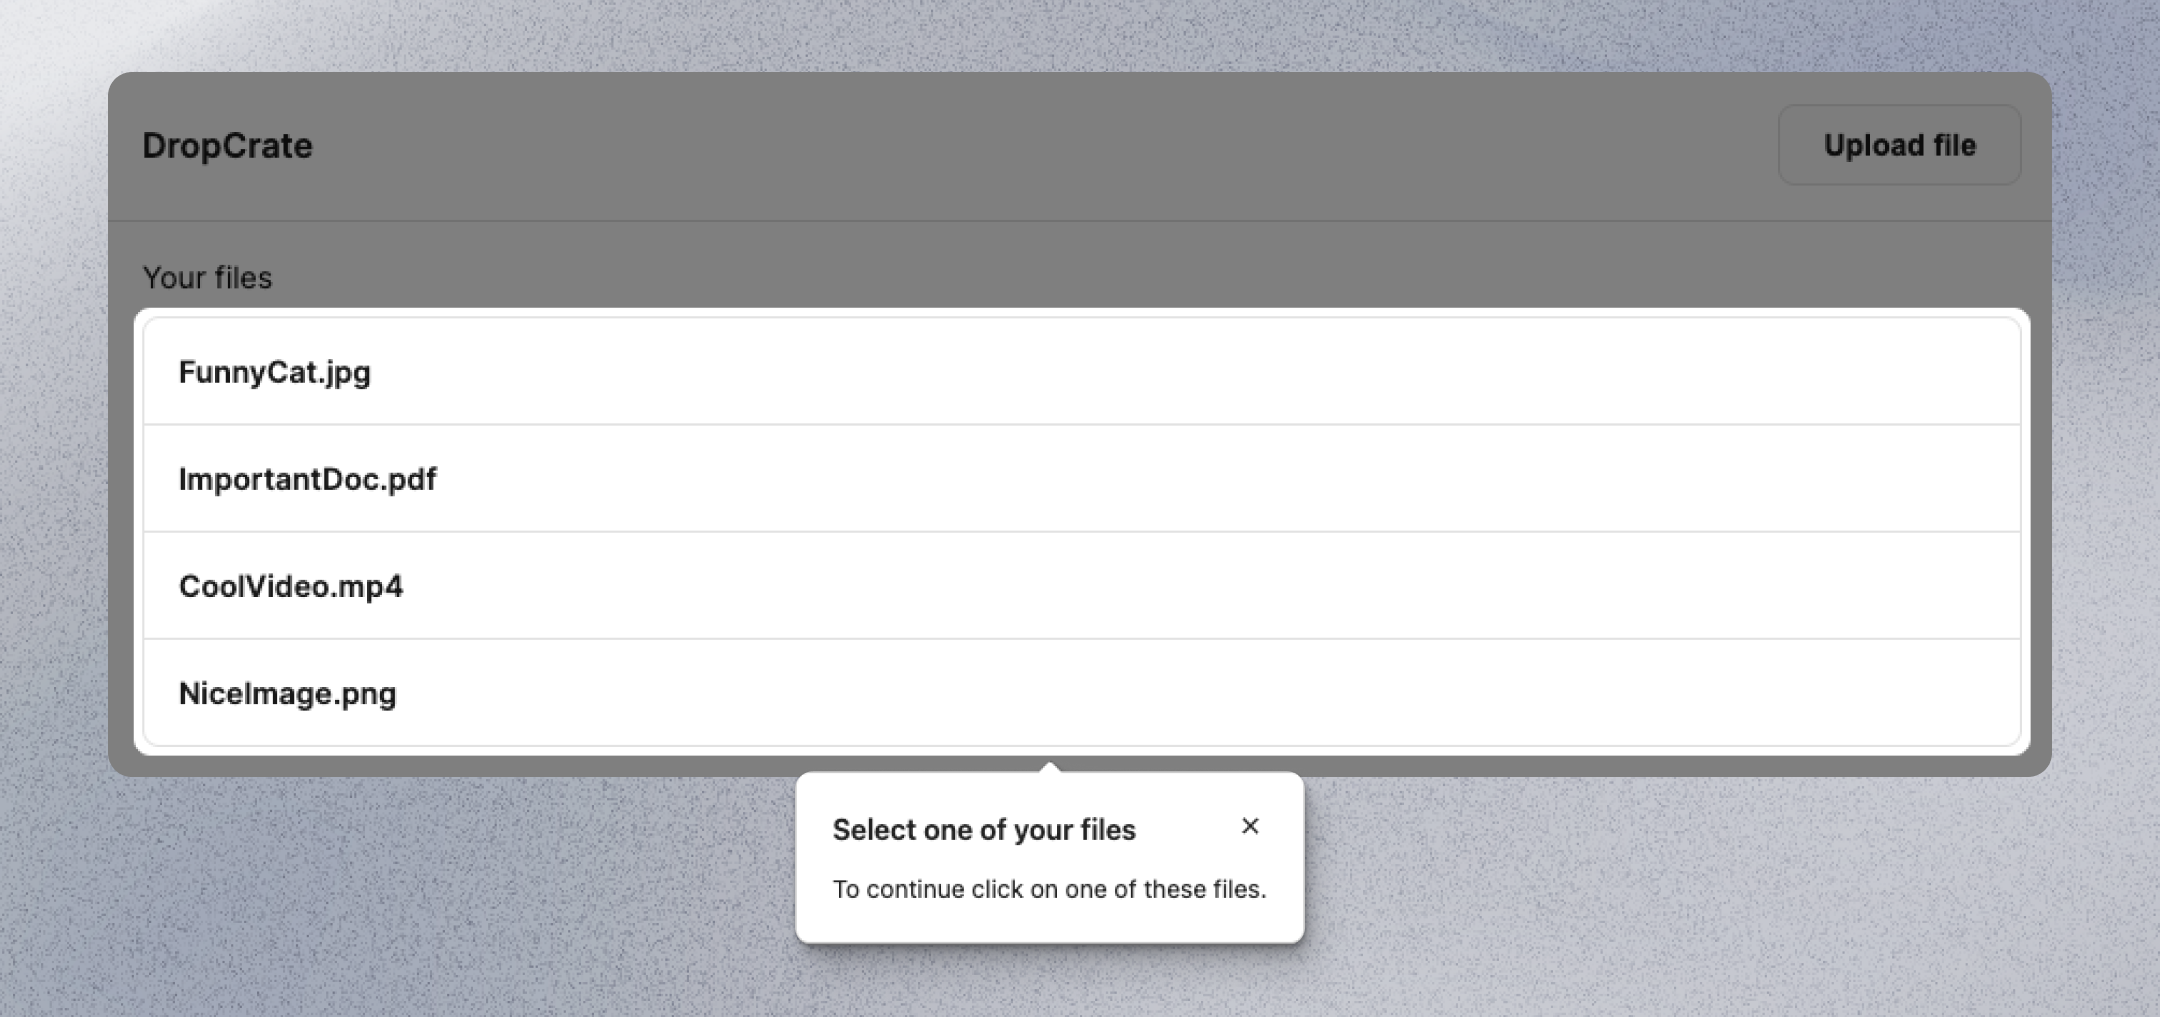 DropCrate
Upload file
Your files
FunnyCat.jpg
ImportantDoc.pdf
CoolVideo.mp4
NiceImage.png
Select one of your files
To continue click on one of these files.